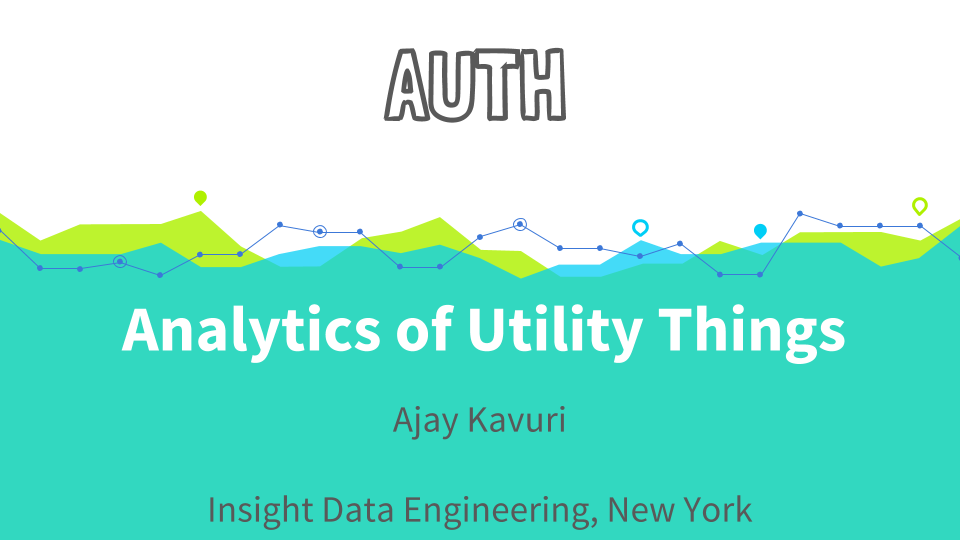 AUTH
Analytics of Utility Things
Ajay Kavuri
Insight Data Engineering, New York